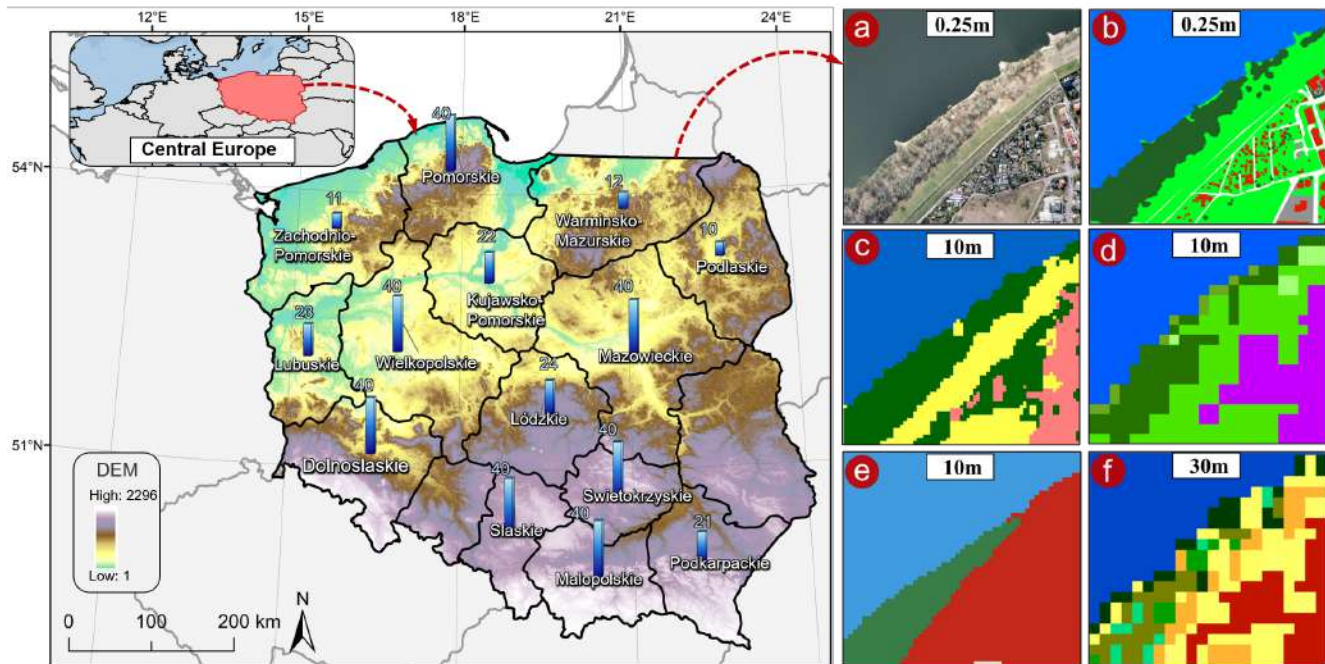 12°E
15°E
18°E
21°E
24°E
54°N
51°N
Central Europe
40
Pomorskie
11
Zachodnio-
Pomorskie
12
Warminsko-
Mazurskie
10
Podlaskie
22
Kujawsko-
Pomorskie
40
Wielkopolskie
40
Mazowieckie
23
Lubuskie
24
Lódzkie
40
Dolnoslaskie
40
Swietokrzyskie
40
Slaskie
40
Malopolskie
21
Podkarpackie
DEM
High: 2296
Low: 1
0
100
200 km
N
a
0.25m
b
0.25m
c
10m
d
10m
e
10m
f
30m